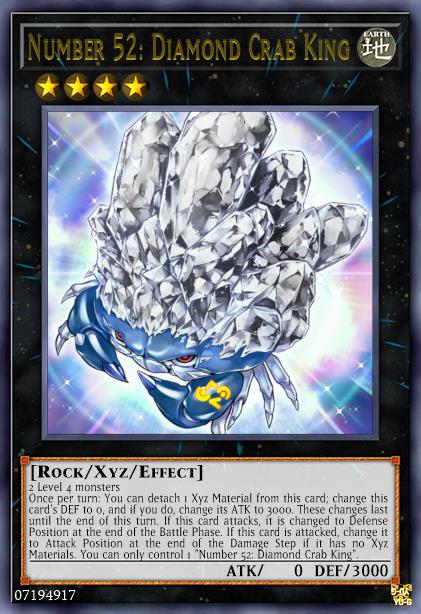 Number 52: Diamond Crab King
EARTH
地
52
[Rock/Xyz/Effect]
2 Level 4 monsters
Once per turn: You can detach 1 Xyz Material from this card; change this
card's DEF to 0, and if you do, change its ATK to 3000. These changes last
until the end of this turn. If this card attacks, it is changed to Defense
Position at the end of the Battle Phase. If this card is attacked, change it
to Attack Position at the end of the Damage Step if it has no Xyz
Materials. You can only control 1 "Number 52: Diamond Crab King".
ATK/ 0 DEF/3000
07194917